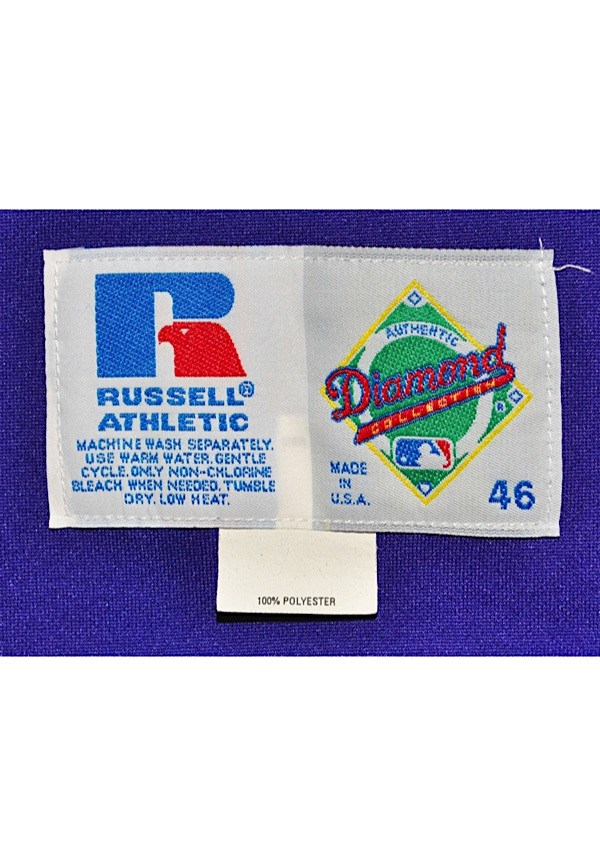 R
RUSSELL®
ATHLETIC
MACHINE WASH SEPARATELY.
USE WARM WATER. GENTLE
CYCLE. ONLY NON-CHLORINE
BLEACH WHEN NEEDED. TUMBLE
DRY. LOW HEAT.
AUTHENTIC
Diamond
COLLECTION
®
MADE
IN
U.S.A.
46
100% POLYESTER